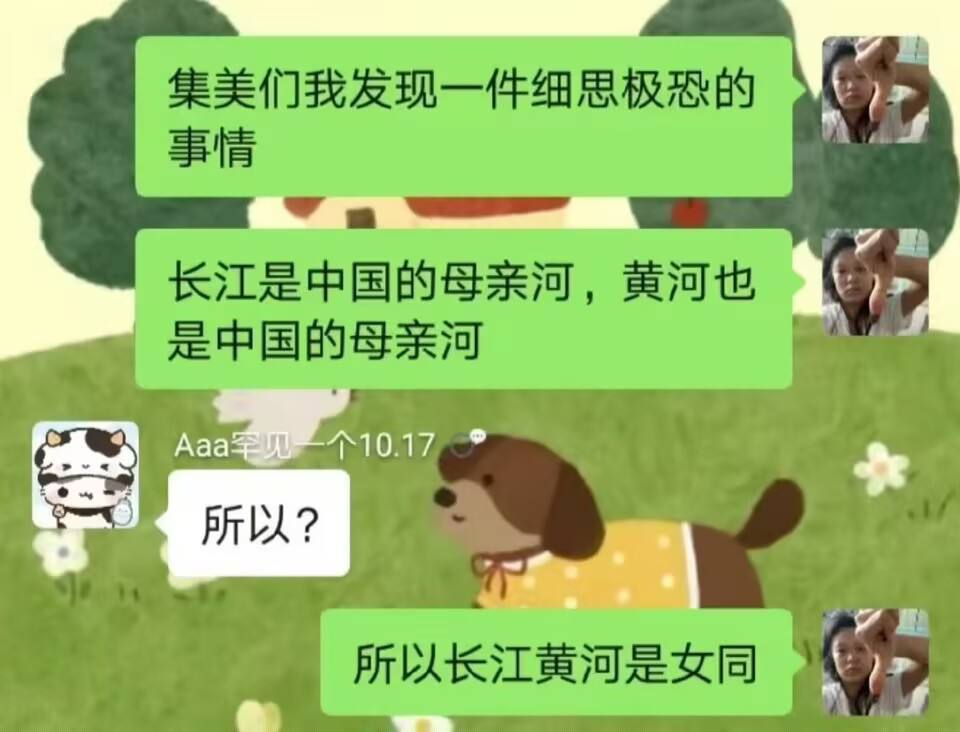 集美们我发现一件细思极恐的
事情
长江是中国的母亲河，黄河也
是中国的母亲河
Aaa罕见一个10.17
所以？
所以长江黄河是女同